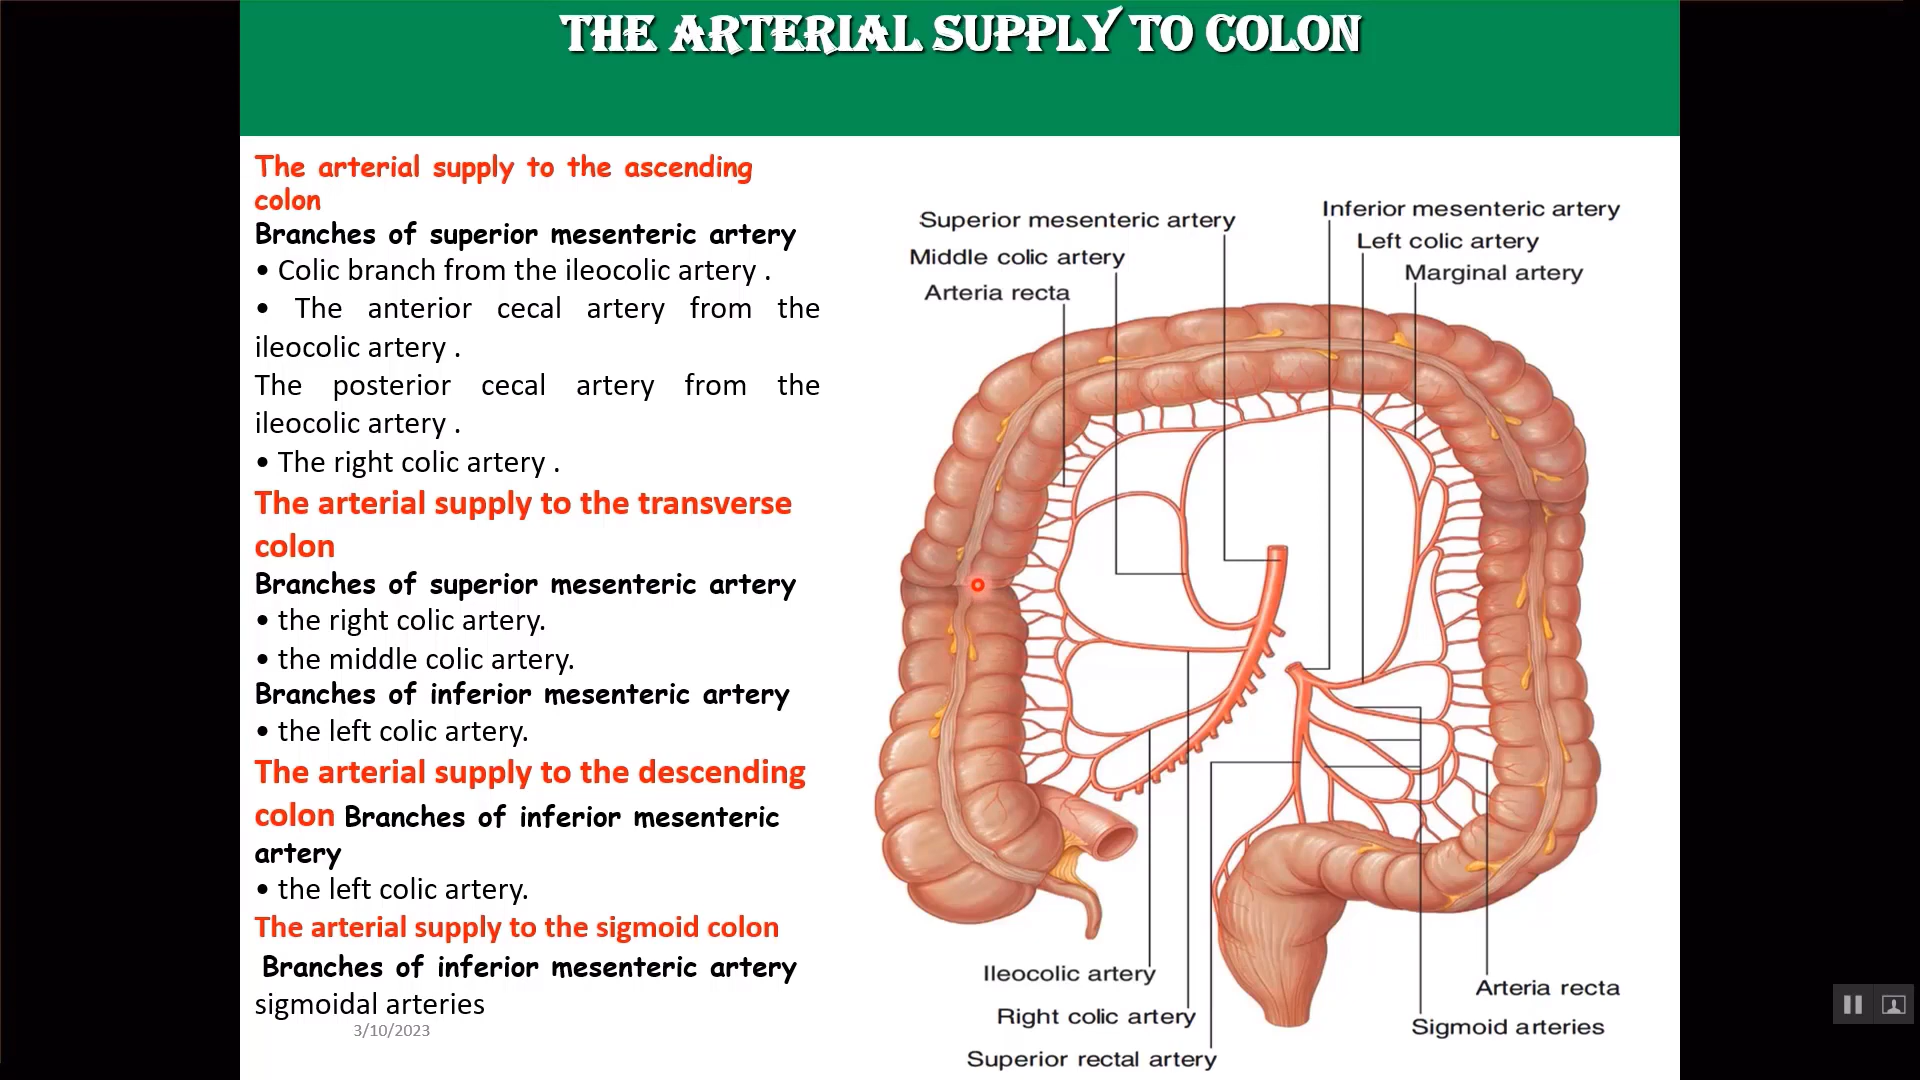 THE ARTERIAL SUPPLY TO COLON
The arterial supply to the ascending
colon
Branches of superior mesenteric artery
• Colic branch from the ileocolic artery .
• The anterior cecal artery from the
ileocolic artery .
The posterior cecal artery from the
ileocolic artery .
• The right colic artery .
The arterial supply to the transverse
colon
Branches of superior mesenteric artery
• the right colic artery.
• the middle colic artery.
Branches of inferior mesenteric artery
• the left colic artery.
The arterial supply to the descending
colon Branches of inferior mesenteric
artery
• the left colic artery.
The arterial supply to the sigmoid colon
Branches of inferior mesenteric artery
sigmoidal arteries
3/10/2023
Superior mesenteric artery
Middle colic artery
Arteria recta
Inferior mesenteric artery
Left colic artery
Marginal artery
Ileocolic artery
Right colic artery
Superior rectal artery
Arteria recta
Sigmoid arteries